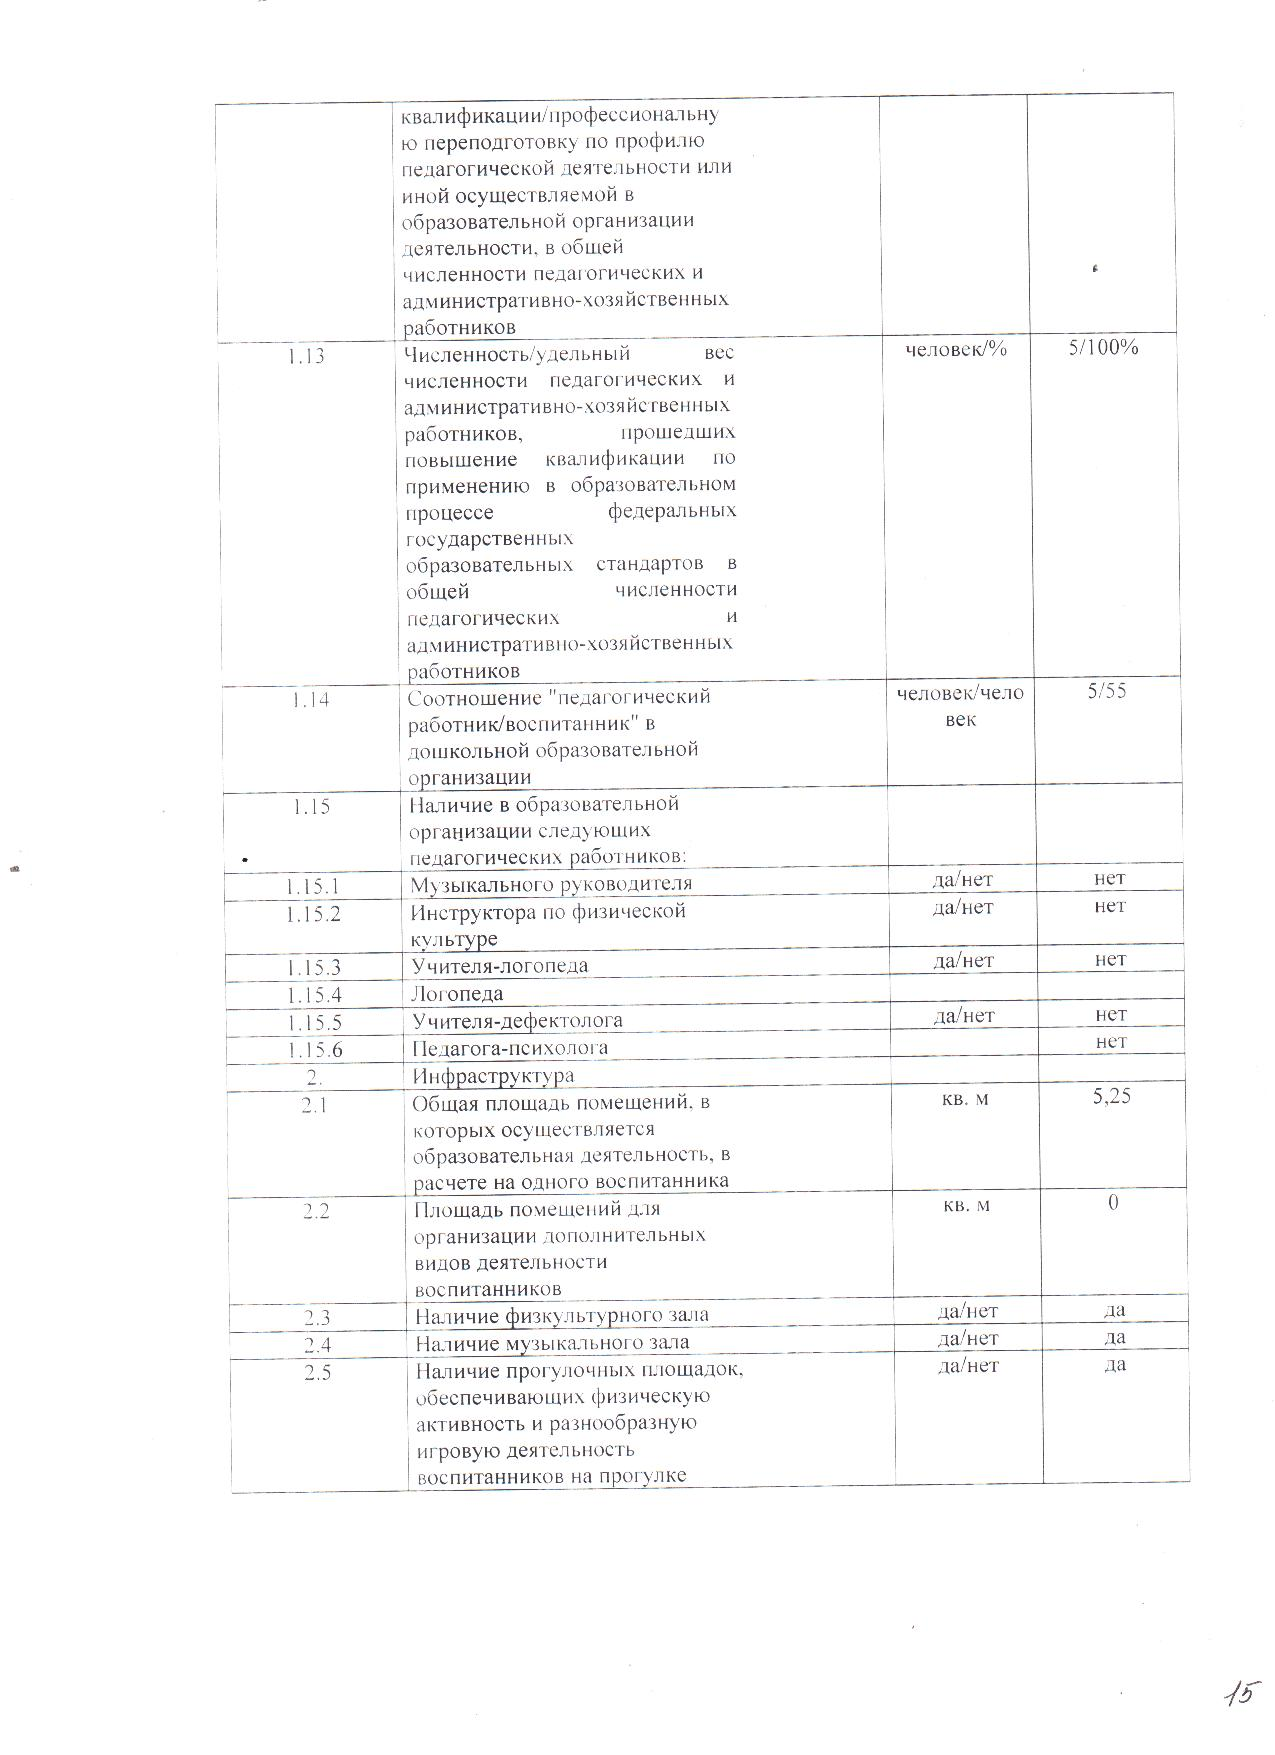 квалификации/профессиональну
ю переподготовку по профилю
педагогической деятельности или
иной осуществляемой в
образовательной организации
деятельности, в общей
численности педагогических и
административно-хозяйственных
работников
1.13 Численность/удельный вес человек/% 5/100%
численности педагогических и
административно-хозяйственных
работников, прошедших
повышение квалификации по
применению в образовательном
процессе федеральных
государственных
образовательных стандартов в
общей численности
педагогических и
административно-хозяйственных
работников
1.14 Соотношение "педагогический человек/чело 5/55
работник/воспитанник" в век
дошкольной образовательной
организации
1.15 Наличие в образовательной
организации следующих
педагогических работников:
1.15.1 Музыкального руководителя да/нет нет
1.15.2 Инструктора по физической да/нет нет
культуре
1.15.3 Учителя-логопеда да/нет нет
1.15.4 Логопеда
1.15.5 Учителя-дефектолога да/нет нет
1.15.6 Педагога-психолога нет
2. Инфраструктура
2.1 Общая площадь помещений, в кв. м 5,25
которых осуществляется
образовательная деятельность, в
расчете на одного воспитанника
2.2 Площадь помещений для кв. м 0
организации дополнительных
видов деятельности
воспитанников
2.3 Наличие физкультурного зала да/нет да
2.4 Наличие музыкального зала да/нет да
2.5 Наличие прогулочных площадок, да/нет да
обеспечивающих физическую
активность и разнообразную
игровую деятельность
воспитанников на прогулке
15